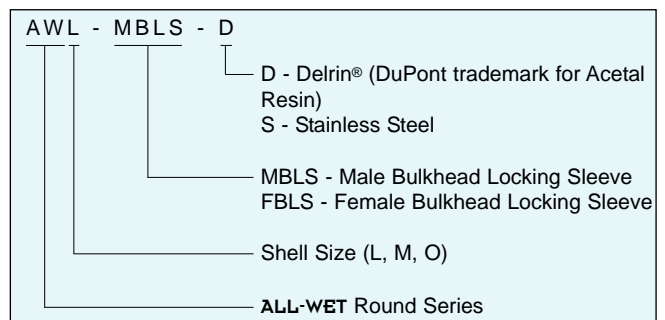 AWL - MBLS - D
D - Delrin® (DuPont trademark for Acetal
Resin)
S - Stainless Steel
MBLS - Male Bulkhead Locking Sleeve
FBLS - Female Bulkhead Locking Sleeve
Shell Size (L, M, O)
ALL-WET Round Series